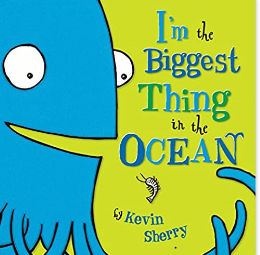 I'm the
Biggest
Thing
in the
OCEAN
by Kevin
Sherry